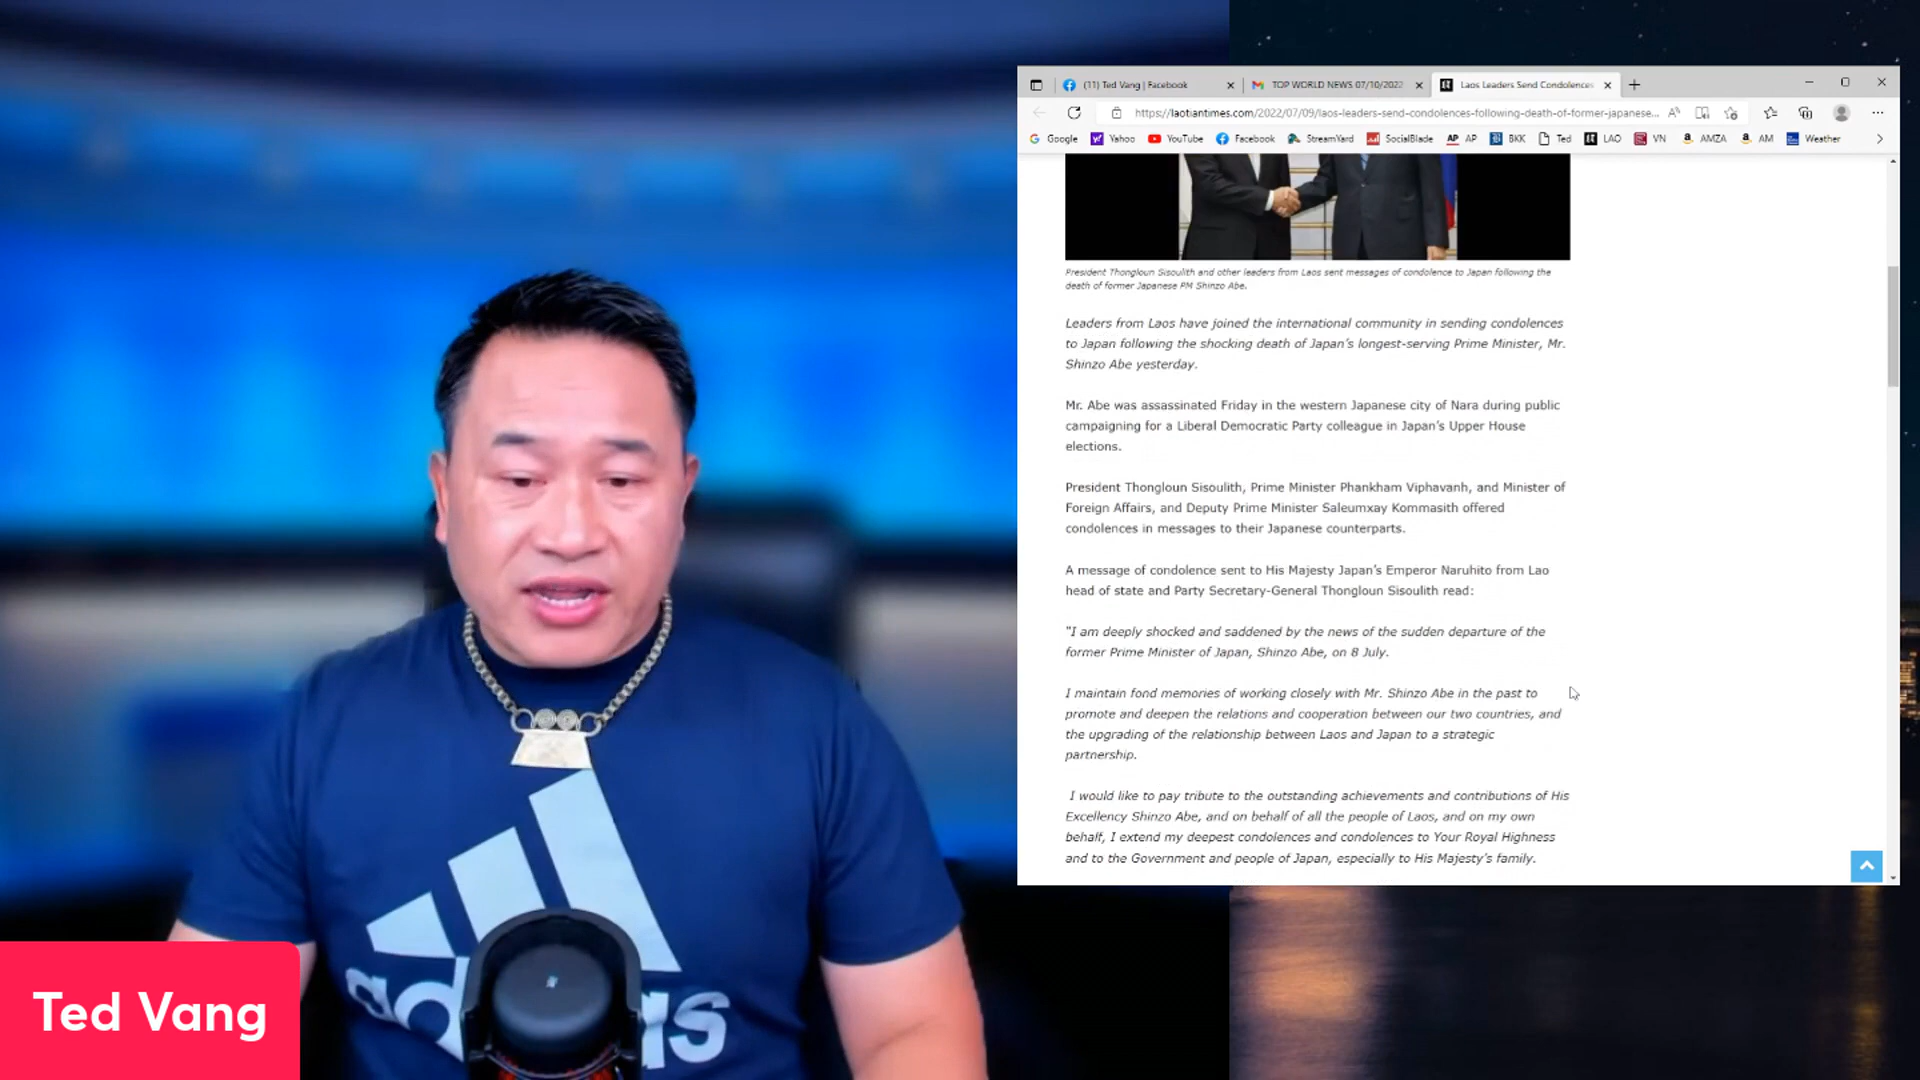 (11) Ted Vang | Facebook
TOP WORLD NEWS 07/10/2022
Laos Leaders Send Condolences
https://laotiantimes.com/2022/07/09/laos-leaders-send-condolences-following-death-of-former-japanese...
Google Yahoo YouTube Facebook StreamYard SocialBlade AP AP BKK Ted LAO VN AMZA AM Weather
President Thongloun Sisoulith and other leaders from Laos sent messages of condolence to Japan following the
death of former Japanese PM Shinzo Abe.
Leaders from Laos have joined the international community in sending condolences
to Japan following the shocking death of Japan's longest-serving Prime Minister, Mr.
Shinzo Abe yesterday.
Mr. Abe was assassinated Friday in the western Japanese city of Nara during public
campaigning for a Liberal Democratic Party colleague in Japan's Upper House
elections.
President Thongloun Sisoulith, Prime Minister Phankham Viphavanh, and Minister of
Foreign Affairs, and Deputy Prime Minister Saleumxay Kommasith offered
condolences in messages to their Japanese counterparts.
A message of condolence sent to His Majesty Japan's Emperor Naruhito from Lao
head of state and Party Secretary-General Thongloun Sisoulith read:
"I am deeply shocked and saddened by the news of the sudden departure of the
former Prime Minister of Japan, Shinzo Abe, on 8 July.
I maintain fond memories of working closely with Mr. Shinzo Abe in the past to
promote and deepen the relations and cooperation between our two countries, and
the upgrading of the relationship between Laos and Japan to a strategic
partnership.
I would like to pay tribute to the outstanding achievements and contributions of His
Excellency Shinzo Abe, and on behalf of all the people of Laos, and on my own
behalf, I extend my deepest condolences and condolences to Your Royal Highness
and to the Government and people of Japan, especially to His Majesty's family.
Ted Vang